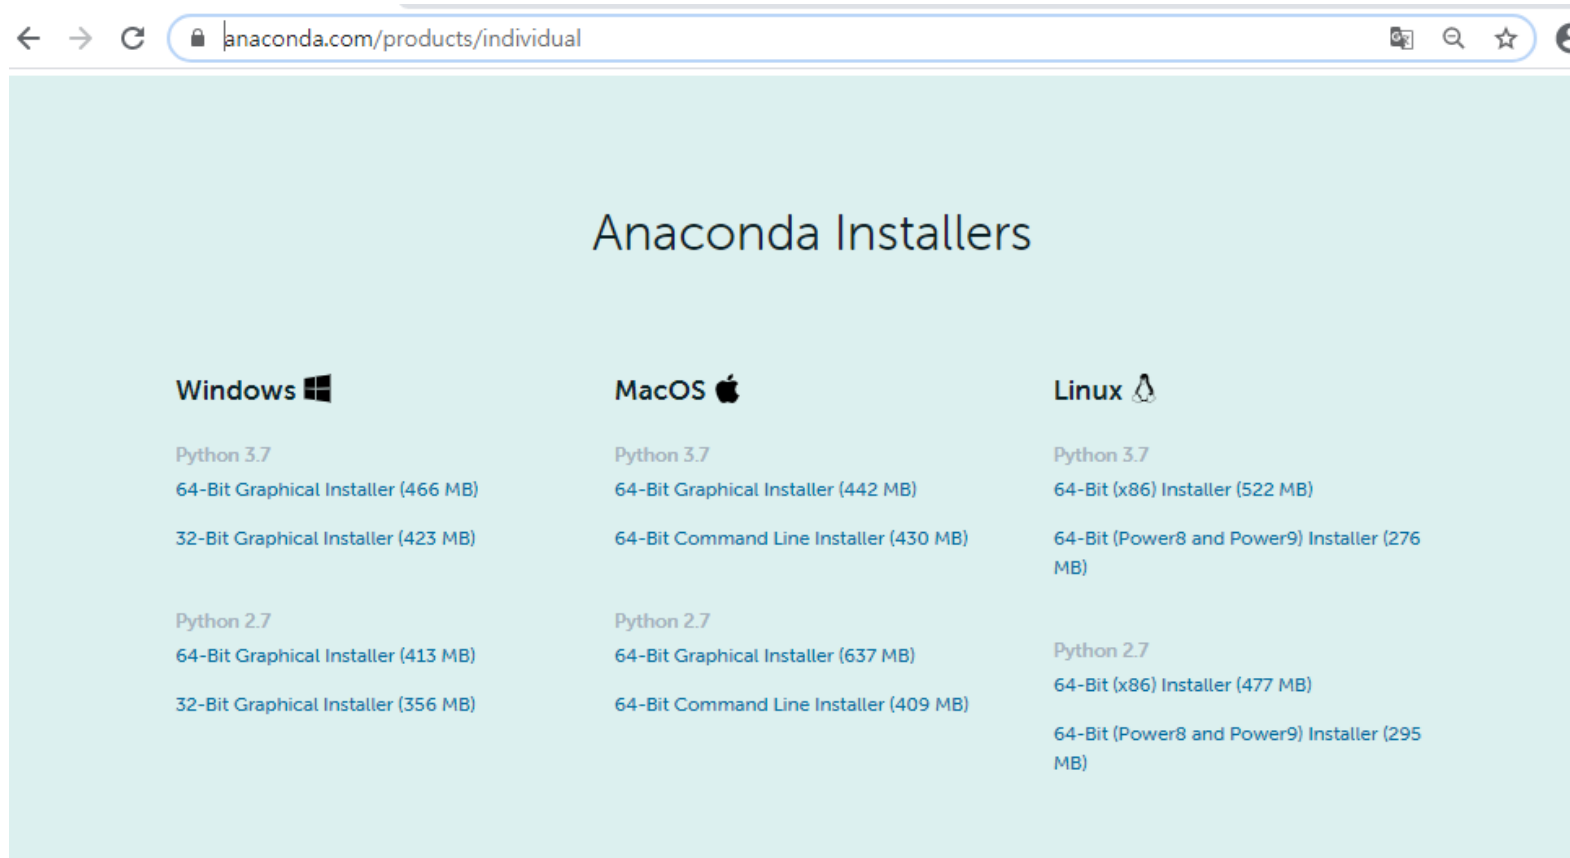 anaconda.com/products/individual
Anaconda Installers
Windows
Python 3.7
64-Bit Graphical Installer (466 MB)
32-Bit Graphical Installer (423 MB)
Python 2.7
64-Bit Graphical Installer (413 MB)
32-Bit Graphical Installer (356 MB)
MacOS
Python 3.7
64-Bit Graphical Installer (442 MB)
64-Bit Command Line Installer (430 MB)
Python 2.7
64-Bit Graphical Installer (637 MB)
64-Bit Command Line Installer (409 MB)
Linux
Python 3.7
64-Bit (x86) Installer (522 MB)
64-Bit (Power8 and Power9) Installer (276
MB)
Python 2.7
64-Bit (x86) Installer (477 MB)
64-Bit (Power8 and Power9) Installer (295
MB)